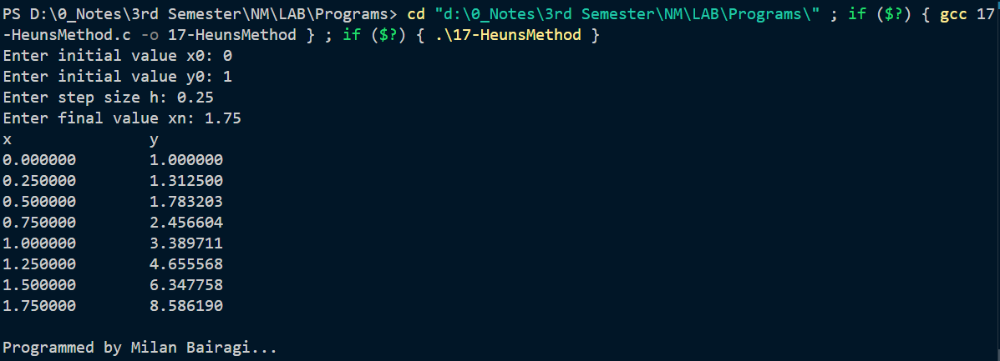 PS D:\0_Notes\3rd Semester\NM\LAB\Programs> cd "d:\0_Notes\3rd Semester\NM\LAB\Programs\" ; if ($?) { gcc 17
-HeunsMethod.c -o 17-HeunsMethod } ; if ($?) { .\17-HeunsMethod }
Enter initial value x0: 0
Enter initial value y0: 1
Enter step size h: 0.25
Enter final value xn: 1.75
x y
0.000000 1.000000
0.250000 1.312500
0.500000 1.783203
0.750000 2.456604
1.000000 3.389711
1.250000 4.655568
1.500000 6.347758
1.750000 8.586190
Programmed by Milan Bairagi...